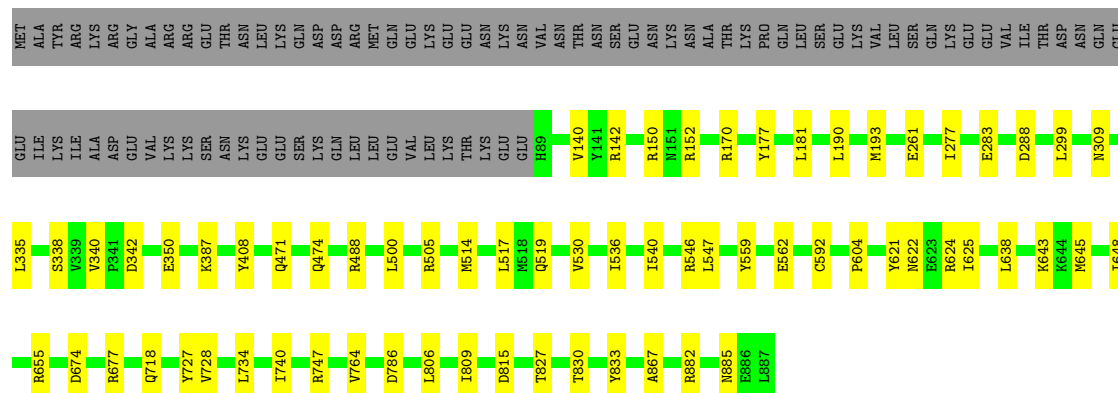 MET ALA TYR ARG LYS ARG GLY ALA ARG ARG GLU THR ASN LEU LYS GLN ASP ASP ARG MET GLN GLU LYS GLU GLU ASN LYS ASN VAL ASN THR ASN SER GLU ASN LYS ASN ALA THR LYS PRO GLN LEU SER GLU LYS VAL LEU SER GLN LYS GLU GLU VAL ILE THR ASP ASN GLN GLU
GLU ILE LYS ILE ALA ASP GLU VAL LYS LYS SER ASN LYS GLU GLU SER LYS GLN LEU LEU GLU VAL LEU LYS THR LYS GLU GLU H89 V140 Y141 R142 R150 N151 R152 R170 Y177 L181 L190 M193 E261 I277 E283 D288 L299 N309
L335 S338 V339 V340 P341 D342 E350 K387 Y408 Q471 Q474 R488 L500 R505 M514 L517 M518 Q519 V530 I536 I540 R546 L547 Y559 E562 C592 P604 Y621 N622 E623 R624 I625 L638 K643 K644 M645 I648
R655 D674 R677 Q718 Y727 V728 L734 I740 R747 V764 D786 L806 I809 D815 T827 T830 Y833 A867 R882 N885 E886 L887